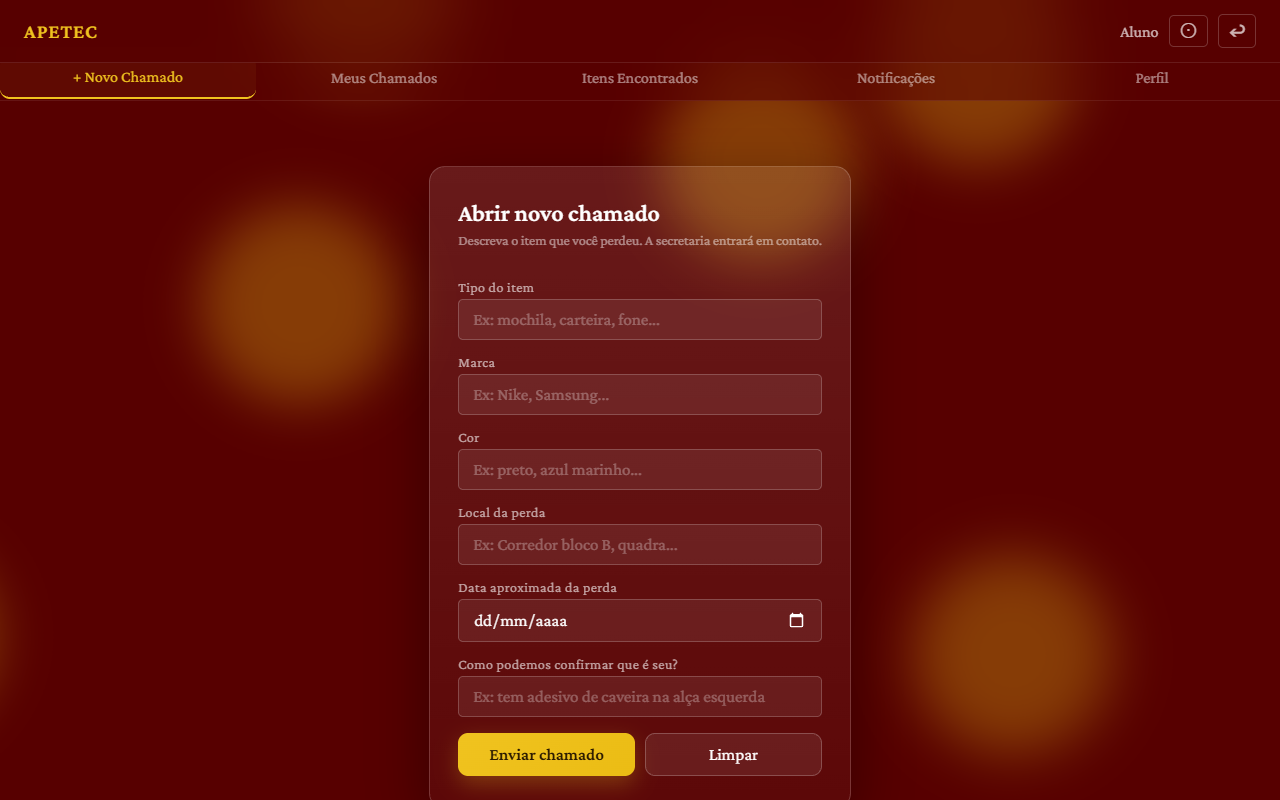 APETEC
Aluno
+ Novo Chamado
Meus Chamados
Itens Encontrados
Notificações
Perfil
Abrir novo chamado
Descreva o item que você perdeu. A secretaria entrará em contato.
Tipo do item
Ex: mochila, carteira, fone...
Marca
Ex: Nike, Samsung...
Cor
Ex: preto, azul marinho...
Local da perda
Ex: Corredor bloco B, quadra...
Data aproximada da perda
dd/mm/aaaa
Como podemos confirmar que é seu?
Ex: tem adesivo de caveira na alça esquerda
Enviar chamado
Limpar